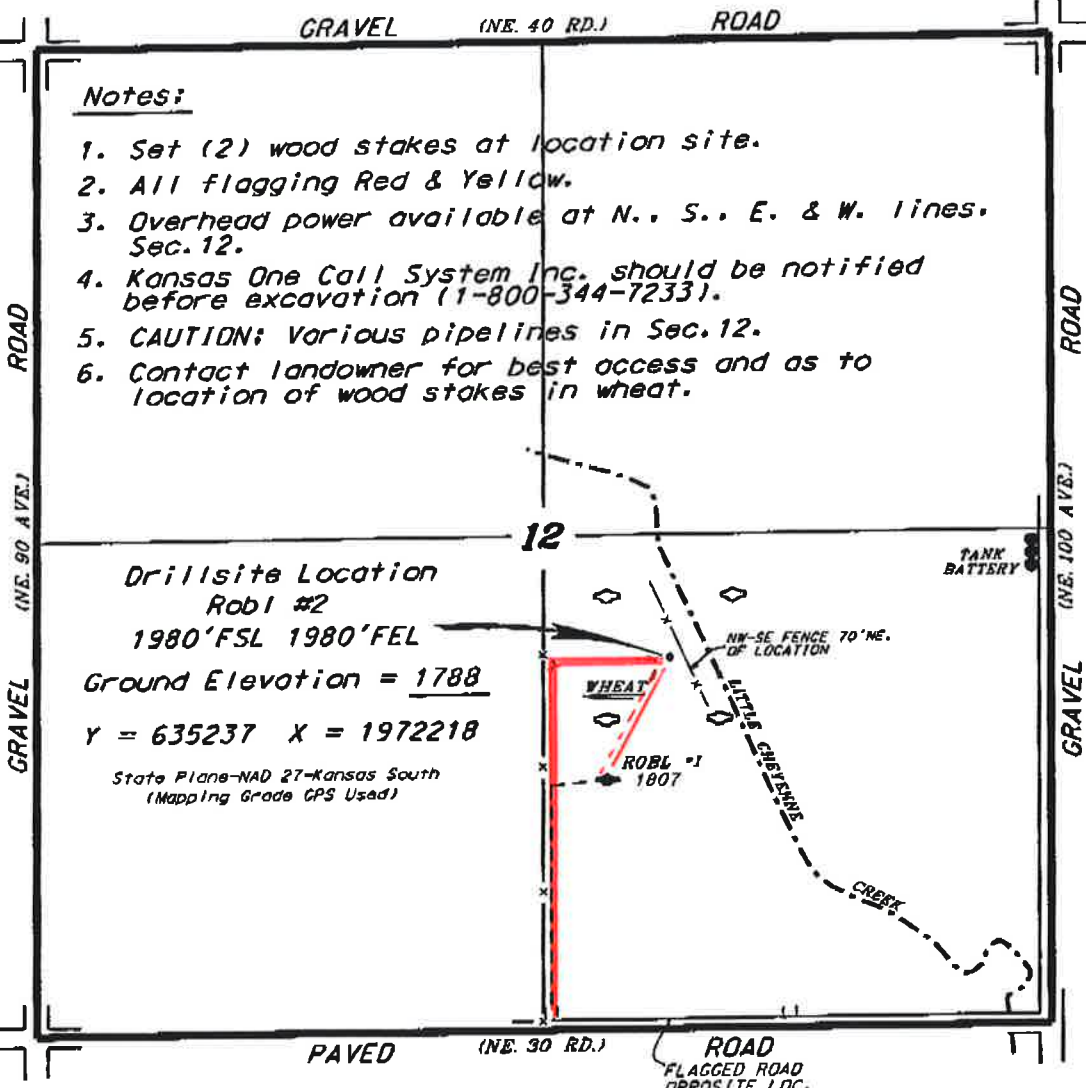 GRAVEL (NE. 40 RD.) ROAD
Notes:
1. Set (2) wood stakes at location site.
2. All flagging Red & Yellow.
3. Overhead power available at N., S., E. & W. lines.
Sec. 12.
4. Kansas One Call System Inc. should be notified
before excavation (1-800-344-7233).
5. CAUTION: Various pipelines in Sec. 12.
6. Contact landowner for best access and as to
location of wood stakes in wheat.
GRAVEL (NE. 90 AVE.) ROAD
GRAVEL (NE. 100 AVE.) ROAD
12
TANK
BATTERY
Drillsite Location
Robl #2
1980'FSL 1980'FEL
Ground Elevation = 1788
Y = 635237 X = 1972218
State Plane-NAD 27-Kansas South
(Mapping Grade GPS Used)
NW-SE FENCE 70'NE.
OF LOCATION
WHEAT
ROBL #1
1807
LITTLE CHEYENNE
CREEK
PAVED (NE. 30 RD.) ROAD
FLAGGED ROAD
OPPOSITE LOC.